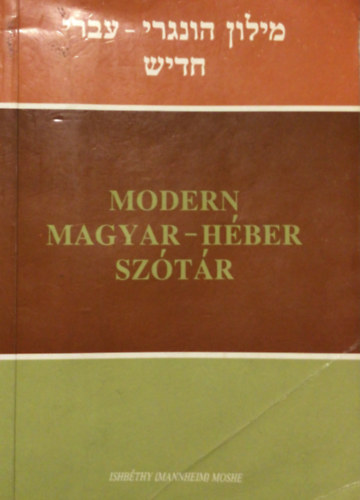 מילון הונגרי - עברי
חדיש
MODERN
MAGYAR-HÉBER
SZÓTÁR
ISHBÉTHY (MANNHEIM) MOSHE